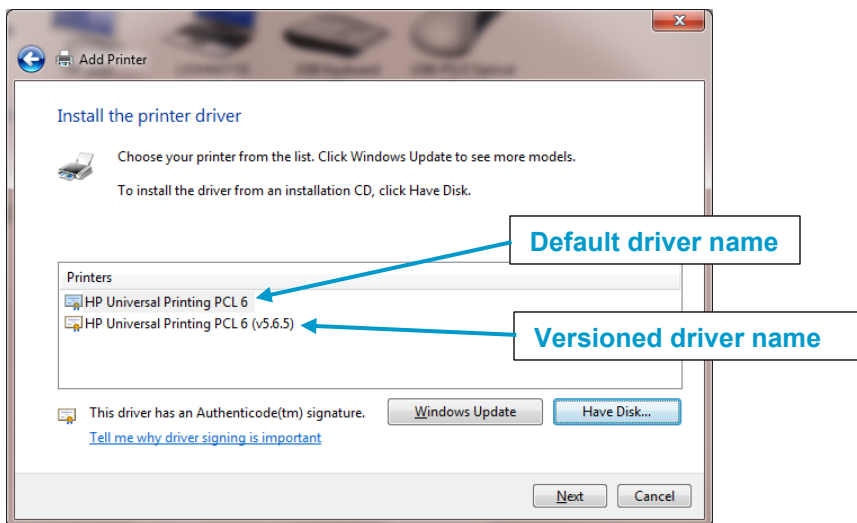 Add Printer
Install the printer driver
Choose your printer from the list. Click Windows Update to see more models.
To install the driver from an installation CD, click Have Disk.
Default driver name
Printers
HP Universal Printing PCL 6
HP Universal Printing PCL 6 (v5.6.5)
Versioned driver name
This driver has an Authenticode(tm) signature.
Windows Update
Have Disk...
Tell me why driver signing is important
Next
Cancel